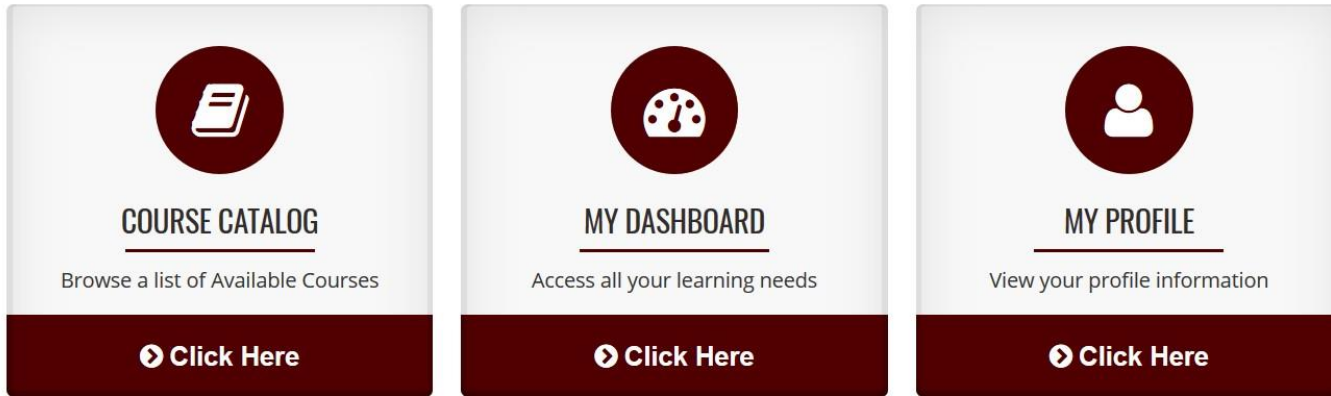 COURSE CATALOG
Browse a list of Available Courses
Click Here
MY DASHBOARD
Access all your learning needs
Click Here
MY PROFILE
View your profile information
Click Here